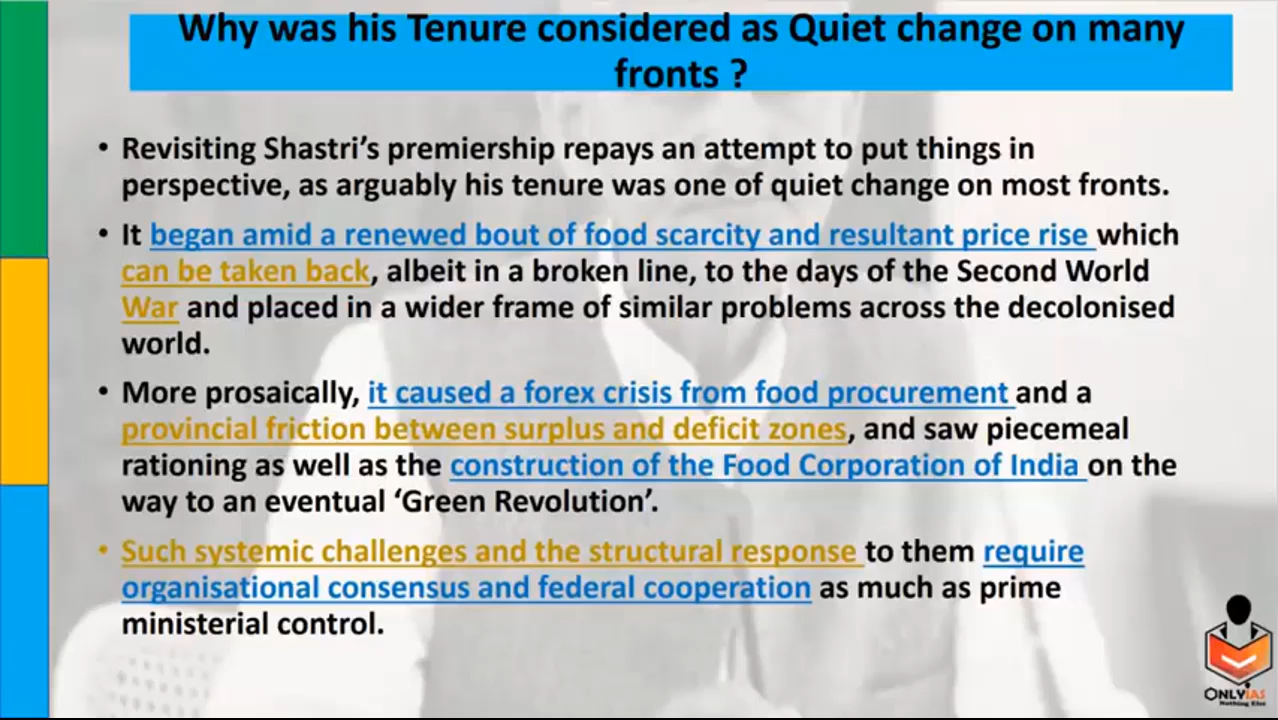 Why was his Tenure considered as Quiet change on many
fronts ?
• Revisiting Shastri’s premiership repays an attempt to put things in
perspective, as arguably his tenure was one of quiet change on most fronts.
• It began amid a renewed bout of food scarcity and resultant price rise which
can be taken back, albeit in a broken line, to the days of the Second World
War and placed in a wider frame of similar problems across the decolonised
world.
• More prosaically, it caused a forex crisis from food procurement and a
provincial friction between surplus and deficit zones, and saw piecemeal
rationing as well as the construction of the Food Corporation of India on the
way to an eventual ‘Green Revolution’.
• Such systemic challenges and the structural response to them require
organisational consensus and federal cooperation as much as prime
ministerial control.
ONLYIAS
Nothing Else